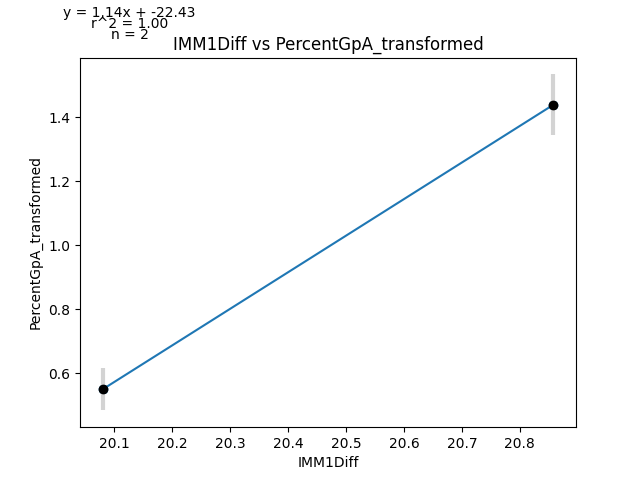 y = 1.14x + -22.43
r^2 = 1.00
n = 2
IMM1Diff vs PercentGpA_transformed
PercentGpA_transformed
1.4
1.2
1.0
0.8
0.6
20.1 20.2 20.3 20.4 20.5 20.6 20.7 20.8
IMM1Diff